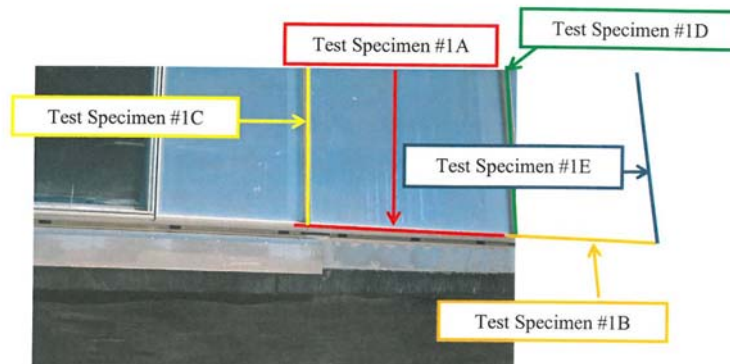 Test Specimen #1A
Test Specimen #1D
Test Specimen #1C
Test Specimen #1E
Test Specimen #1B